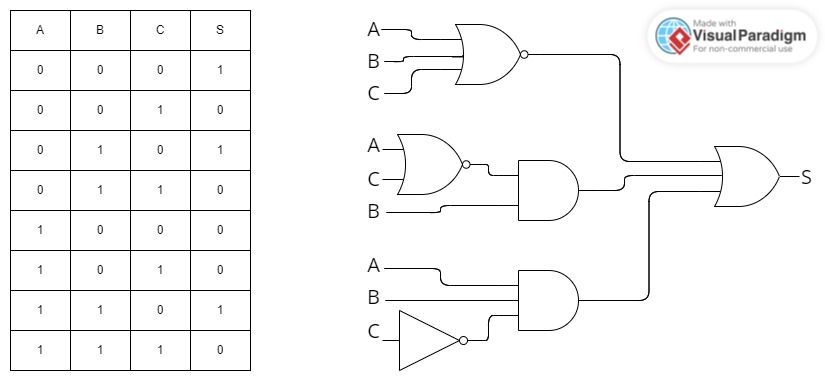 A B C S
0 0 0 1
0 0 1 0
0 1 0 1
0 1 1 0
1 0 0 0
1 0 1 0
1 1 0 1
1 1 1 0
A
B
C
A
C
B
A
B
C
S
Made with
Visual Paradigm
For non-commercial use